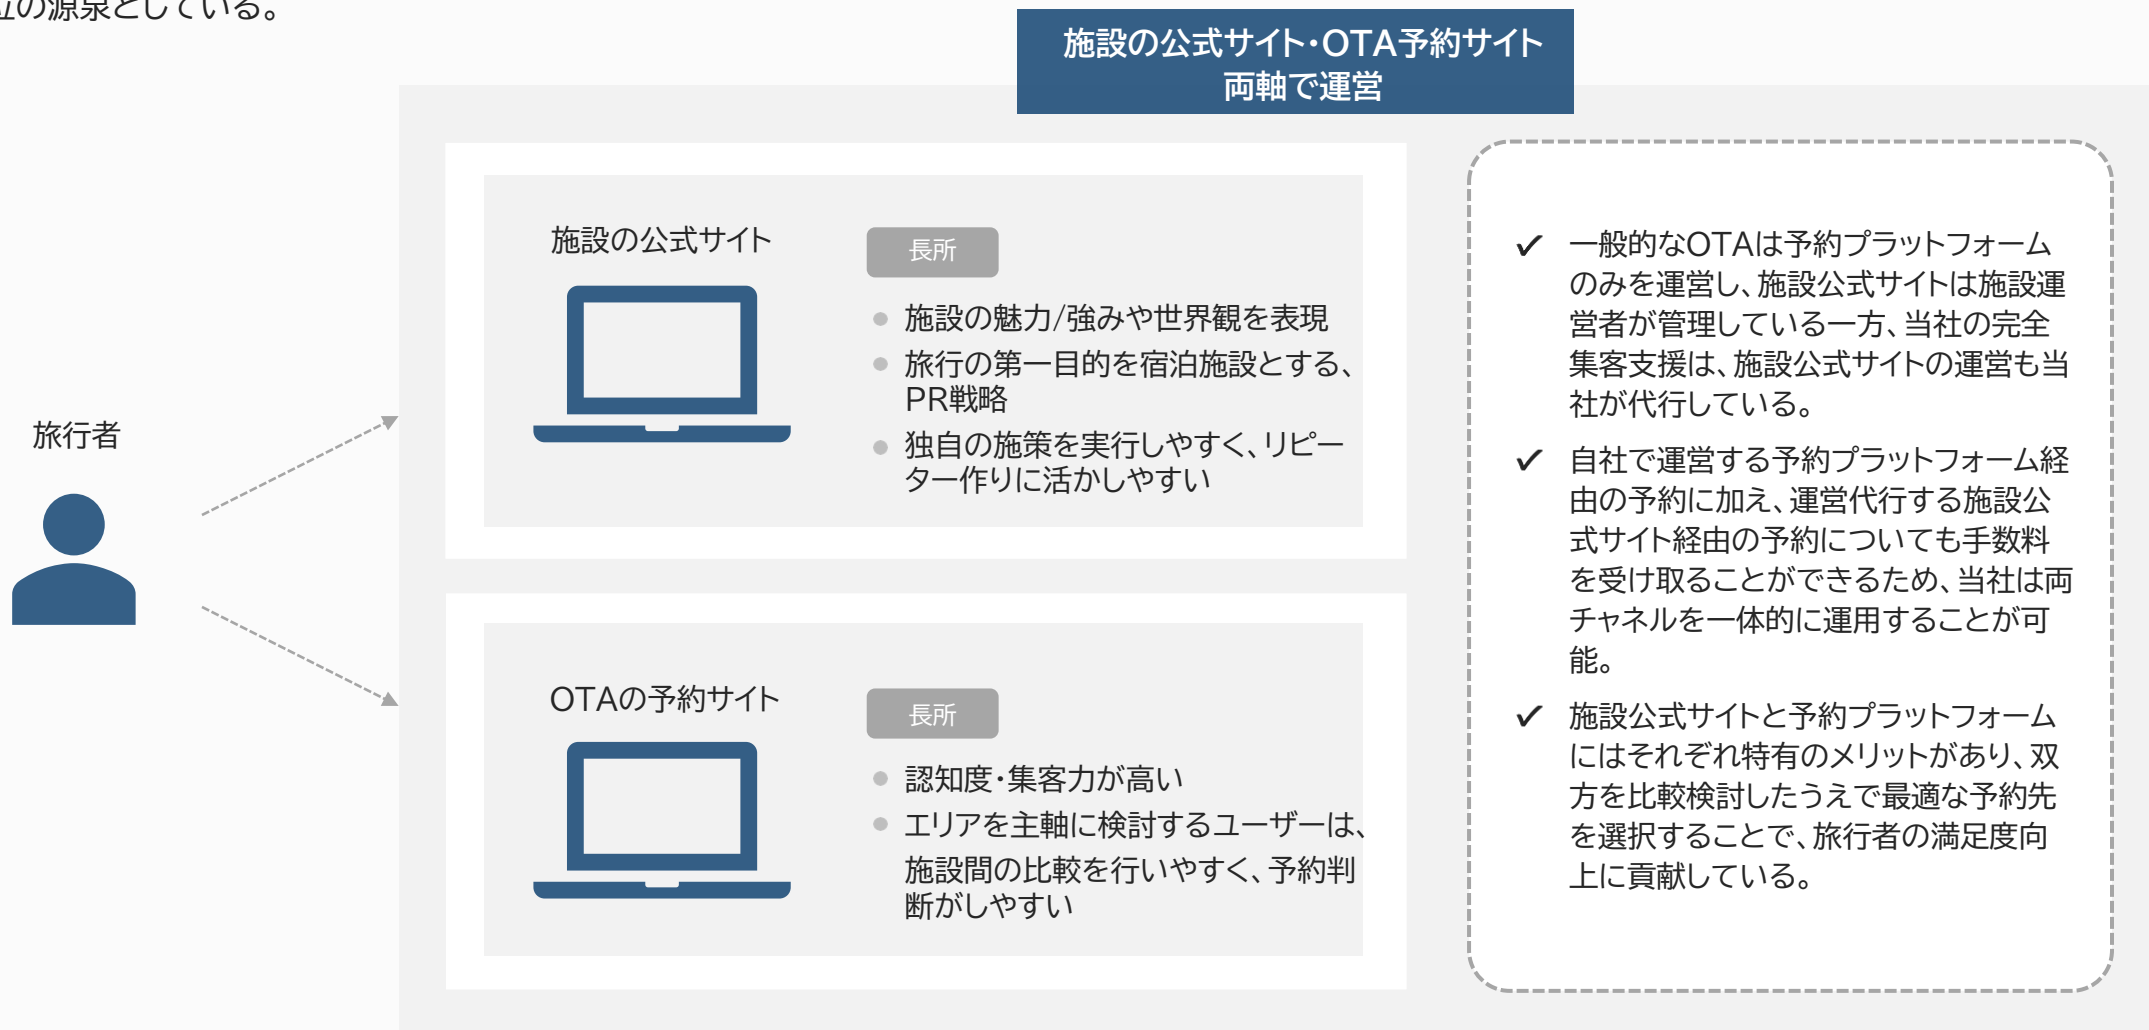 の源泉としている。
施設の公式サイト・OTA予約サイト
両軸で運営
旅行者
施設の公式サイト
長所
施設の魅力/強みや世界観を表現
旅行の第一目的を宿泊施設とする、
PR戦略
独自の施策を実行しやすく、リピー
ター作りに活かしやすい
OTAの予約サイト
長所
認知度・集客力が高い
エリアを主軸に検討するユーザーは、
施設間の比較を行いやすく、予約判
断がしやすい
✓ 一般的なOTAは予約プラットフォーム
のみを運営し、施設公式サイトは施設運
営者が管理している一方、当社の完全
集客支援は、施設公式サイトの運営も当
社が代行している。
✓ 自社で運営する予約プラットフォーム経
由の予約に加え、運営代行する施設公
式サイト経由の予約についても手数料
を受け取ることができるため、当社は両
チャネルを一体的に運用することが可
能。
✓ 施設公式サイトと予約プラットフォーム
にはそれぞれ特有のメリットがあり、双
方を比較検討したうえで最適な予約先
を選択することで、旅行者の満足度向
上に貢献している。